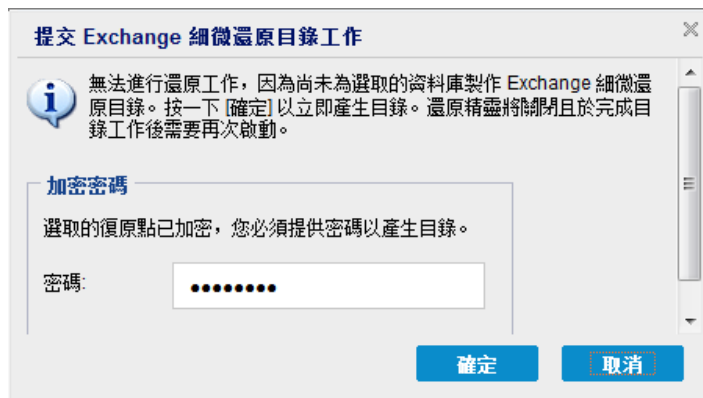 提交 Exchange 細微還原目錄工作
無法進行還原工作，因為尚未為選取的資料庫製作 Exchange 細微還
原目錄。按一下 [確定] 以立即產生目錄。還原精靈將關閉且於完成目
錄工作後需要再次啟動。
加密密碼
選取的復原點已加密，您必須提供密碼以產生目錄。
密碼: ●●●●●●●●
確定 取消